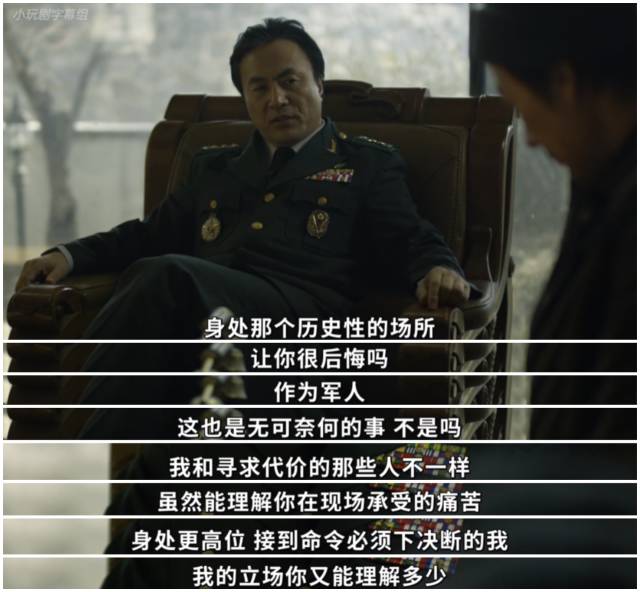 小玩剧字幕组
身处那个历史性的场所
让你很后悔吗
作为军人
这也是无可奈何的事 不是吗
我和寻求代价的那些人不一样
虽然能理解你在现场承受的痛苦
身处更高位 接到命令必须下决断的我
我的立场你又能理解多少